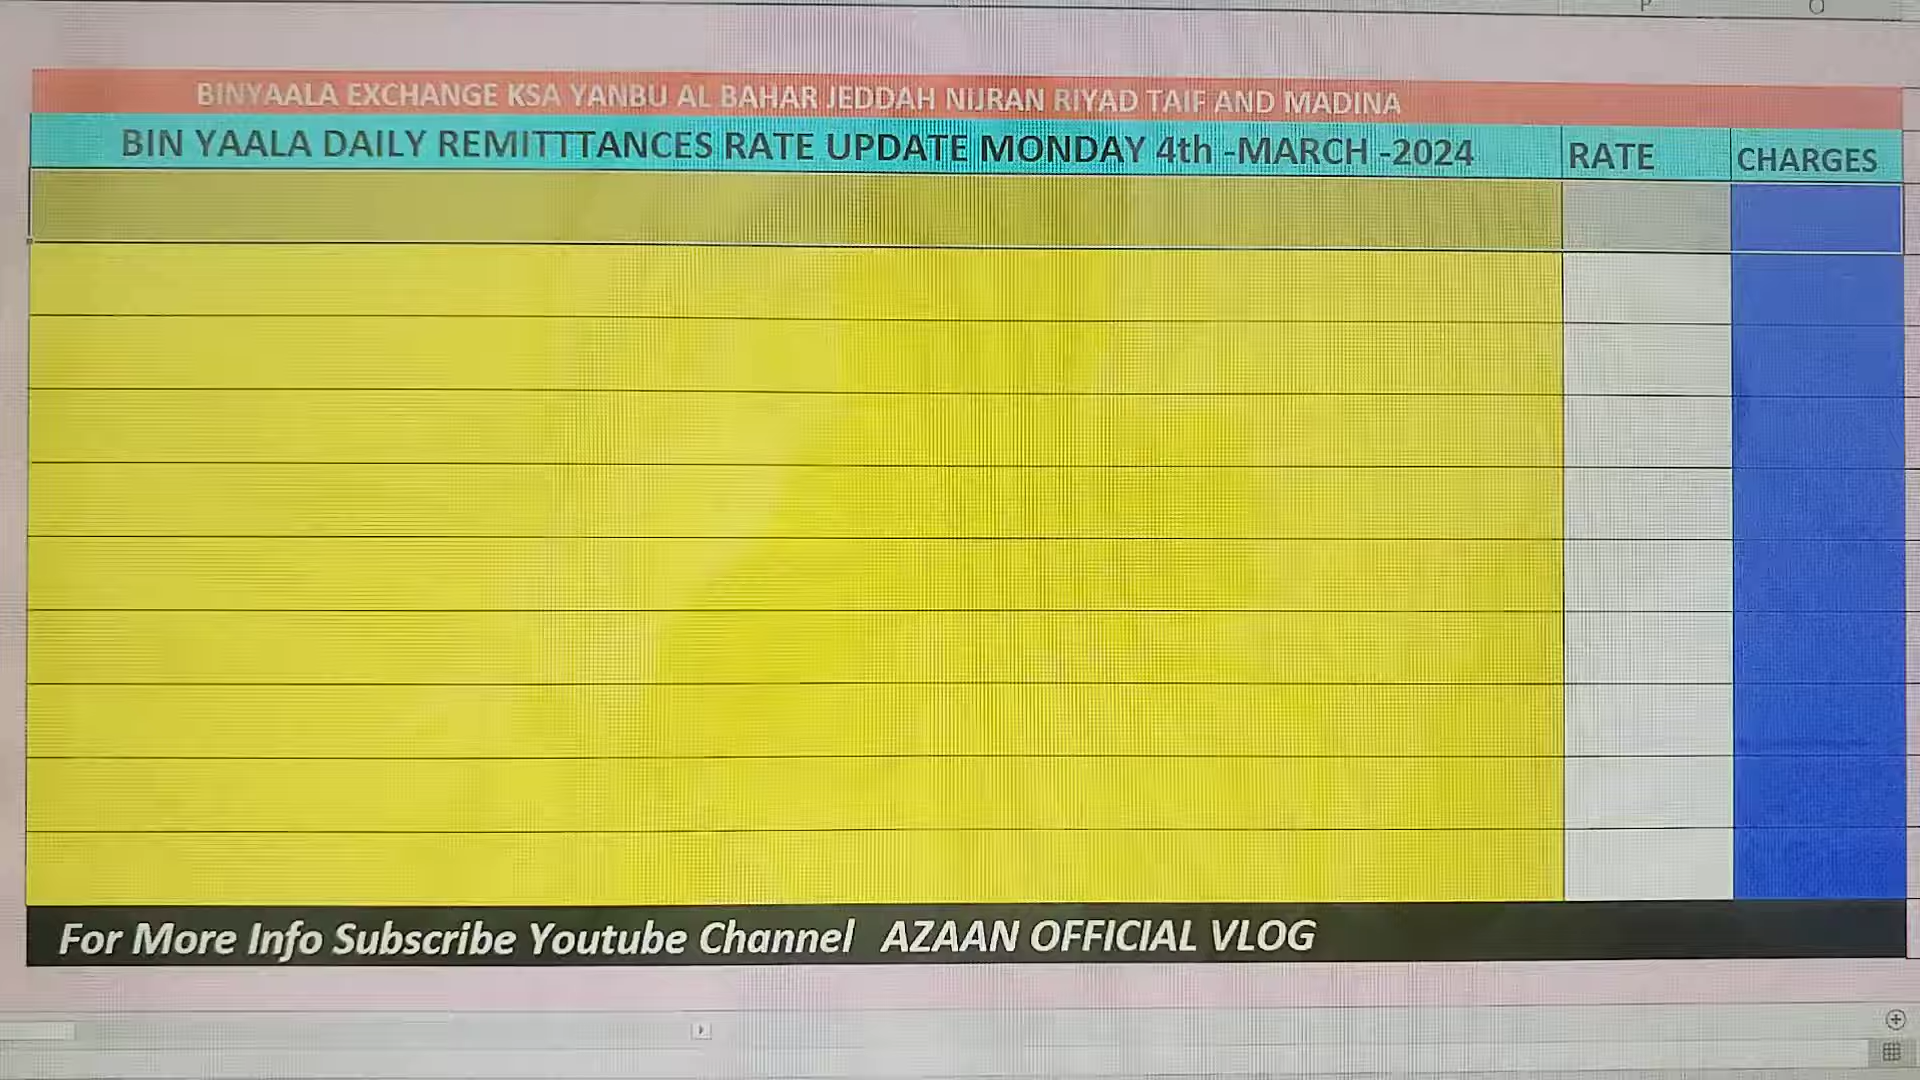 BINYAALA EXCHANGE KSA YANBU AL BAHAR JEDDAH NIJRAN RIYAD TAIF AND MADINA
BIN YAALA DAILY REMITTTANCES RATE UPDATE MONDAY 4th -MARCH -2024 RATE CHARGES
For More Info Subscribe Youtube Channel AZAAN OFFICIAL VLOG